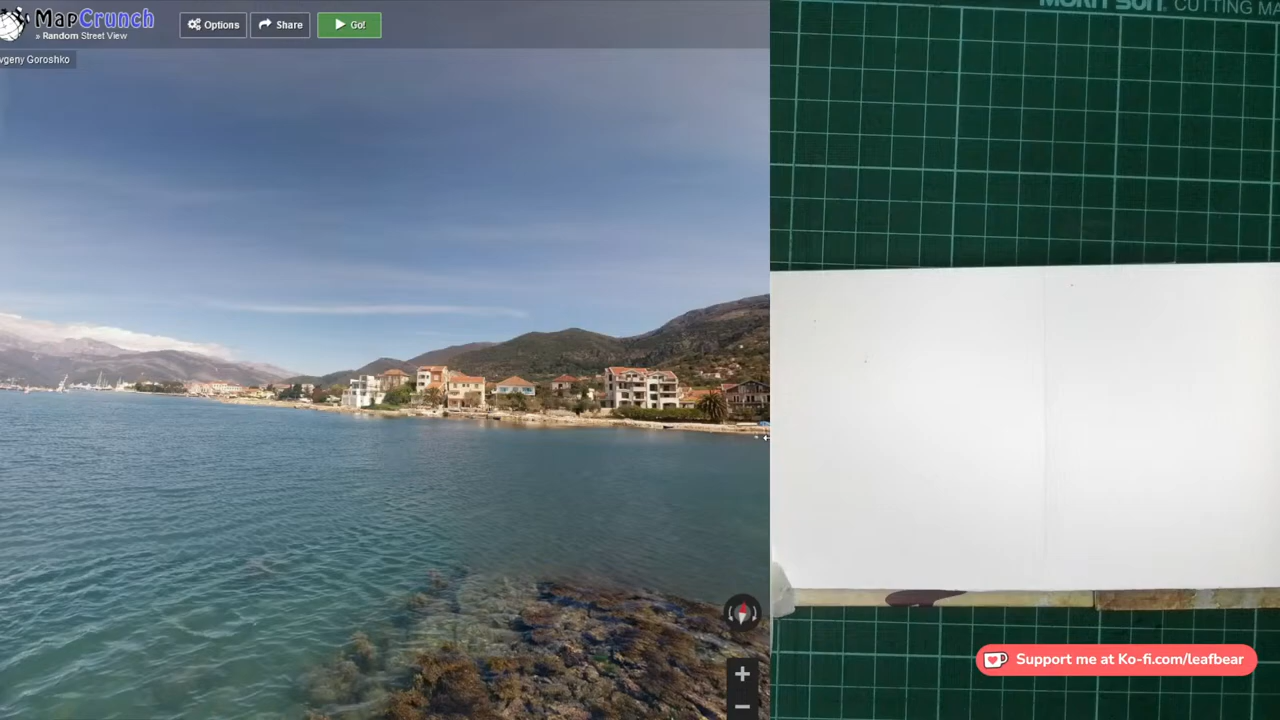 MapCrunch
» Random Street View
Options
Share
Go!
vgeny Goroshko
CUTTING MA
Support me at Ko-fi.com/leafbear